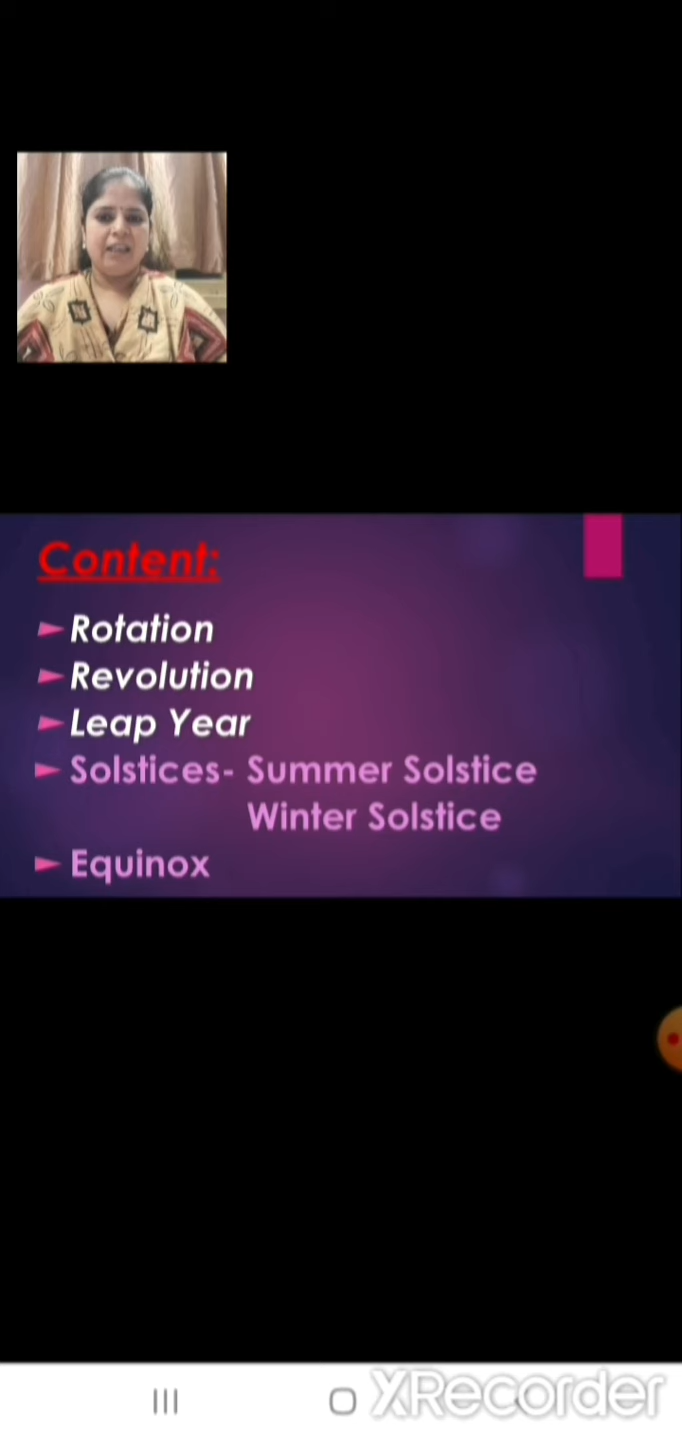 Content:
Rotation
Revolution
Leap Year
Solstices- Summer Solstice
Winter Solstice
Equinox
XRecorder